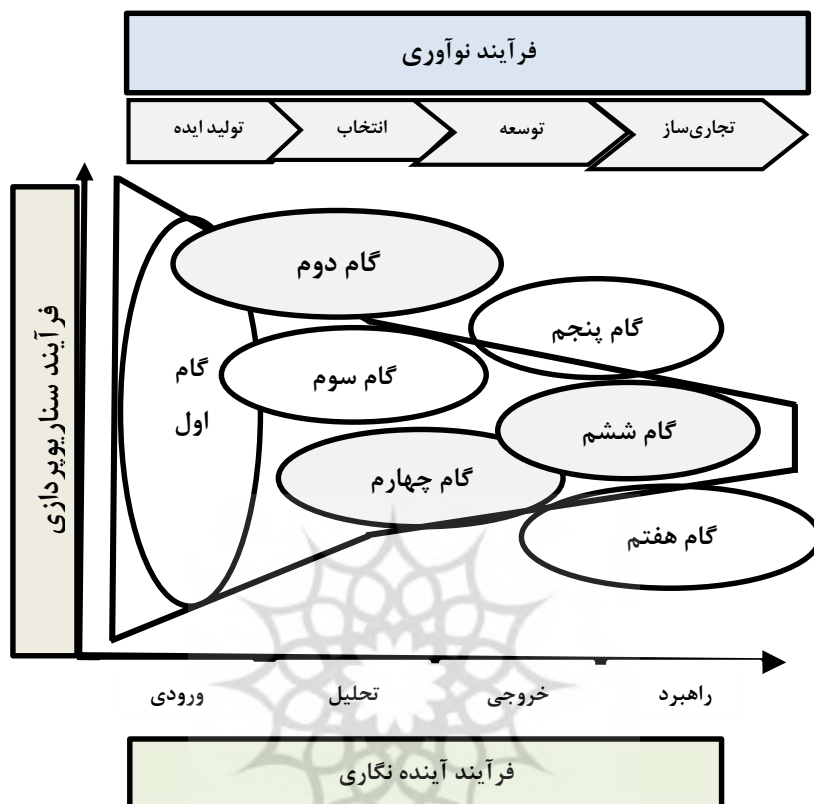 فرآیند نوآوری
تولید ایده
انتخاب
توسعه
تجاری‌ساز
فرآیند سناریوپردازی
گام اول
گام دوم
گام سوم
گام چهارم
گام پنجم
گام ششم
گام هفتم
ورودی
تحلیل
خروجی
راهبرد
فرآیند آینده نگاری